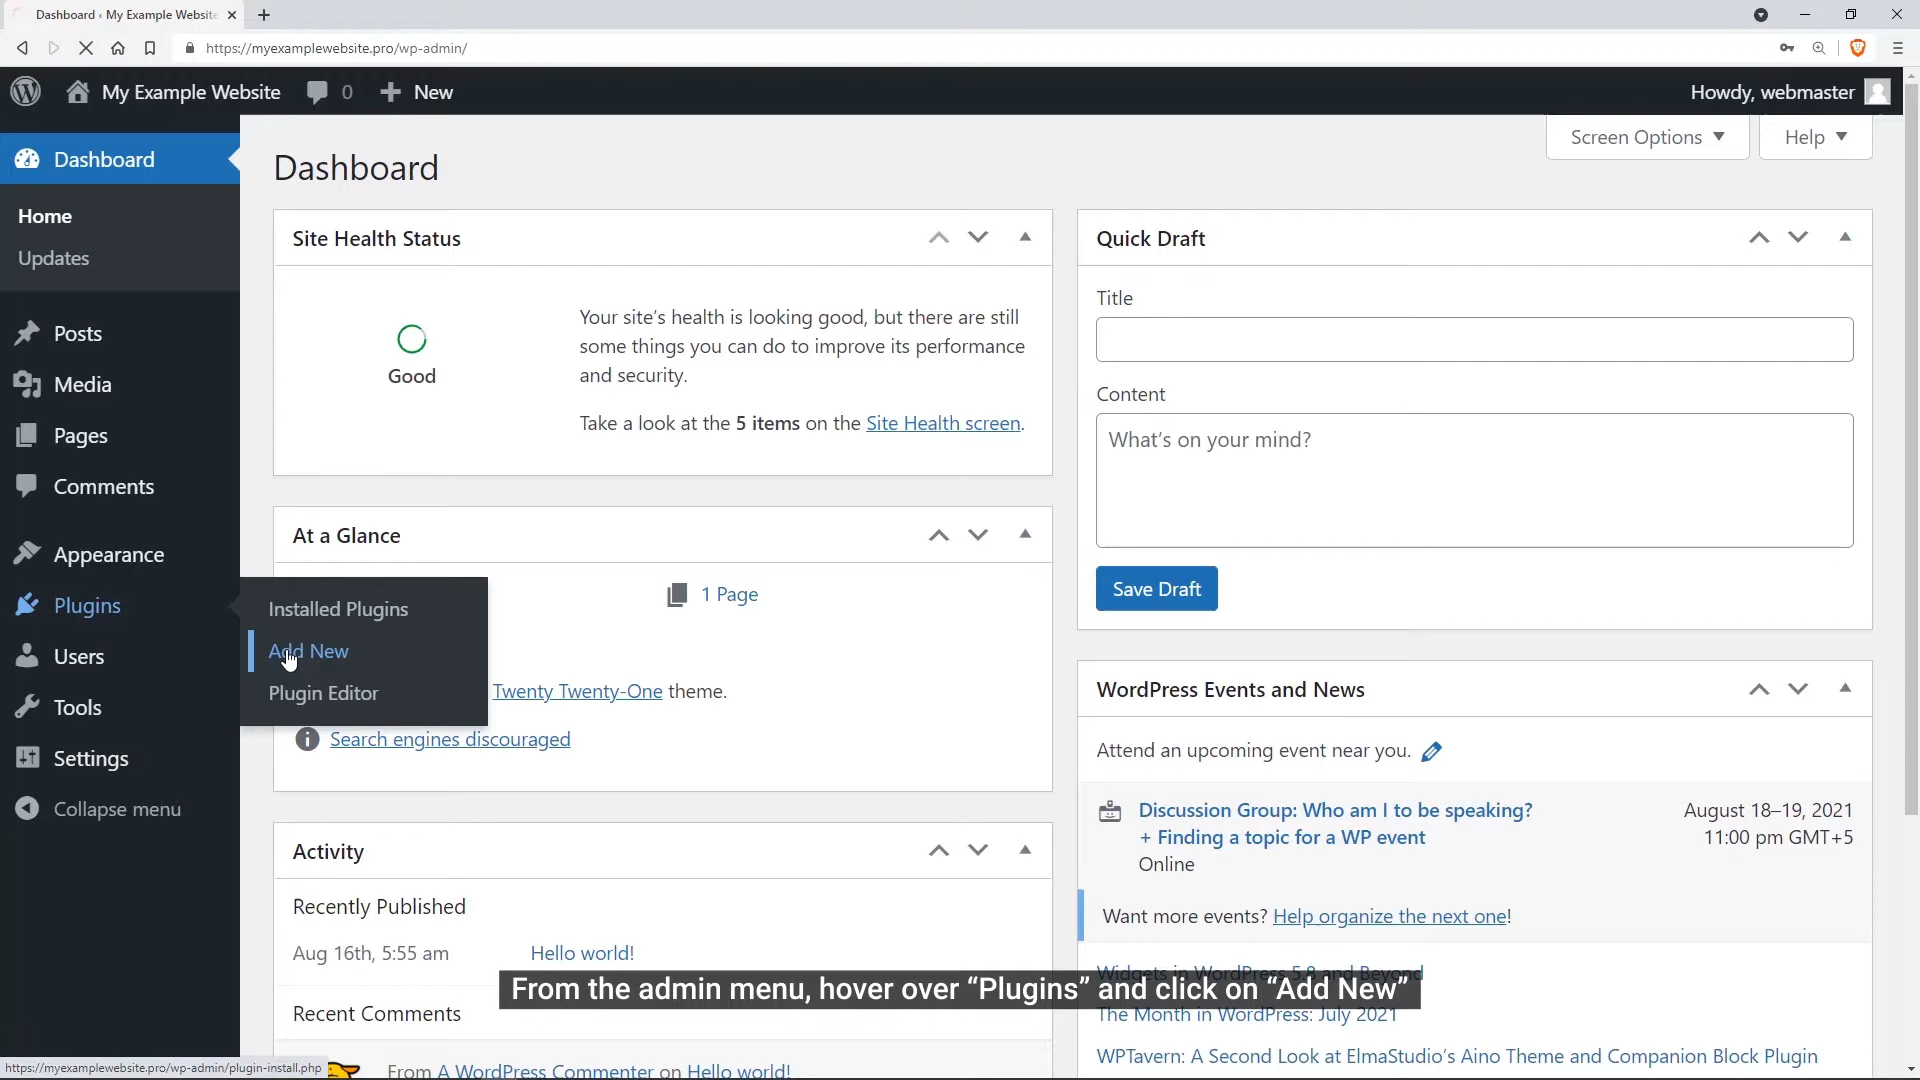 Dashboard ‹ My Example Website
https://myexamplewebsite.pro/wp-admin/
My Example Website
0
New
Howdy, webmaster
Screen Options
Help
Dashboard
Home
Updates
Posts
Media
Pages
Comments
Appearance
Plugins
Users
Tools
Settings
Collapse menu
Installed Plugins
Add New
Plugin Editor
Dashboard
Site Health Status
Good
Your site's health is looking good, but there are still
some things you can do to improve its performance
and security.
Take a look at the 5 items on the Site Health screen.
At a Glance
1 Page
Twenty Twenty-One theme.
Search engines discouraged
Activity
Recently Published
Aug 16th, 5:55 am
Hello world!
Recent Comments
From A WordPress Commenter on Hello world!
Quick Draft
Title
Content
What's on your mind?
Save Draft
WordPress Events and News
Attend an upcoming event near you.
Discussion Group: Who am I to be speaking?
+ Finding a topic for a WP event
Online
August 18–19, 2021
11:00 pm GMT+5
Want more events? Help organize the next one!
Widgets in WordPress 5.8 and Beyond
The Month in WordPress: July 2021
WPTavern: A Second Look at ElmaStudio's Aino Theme and Companion Block Plugin
From the admin menu, hover over “Plugins” and click on “Add New”
https://myexamplewebsite.pro/wp-admin/plugin-install.php